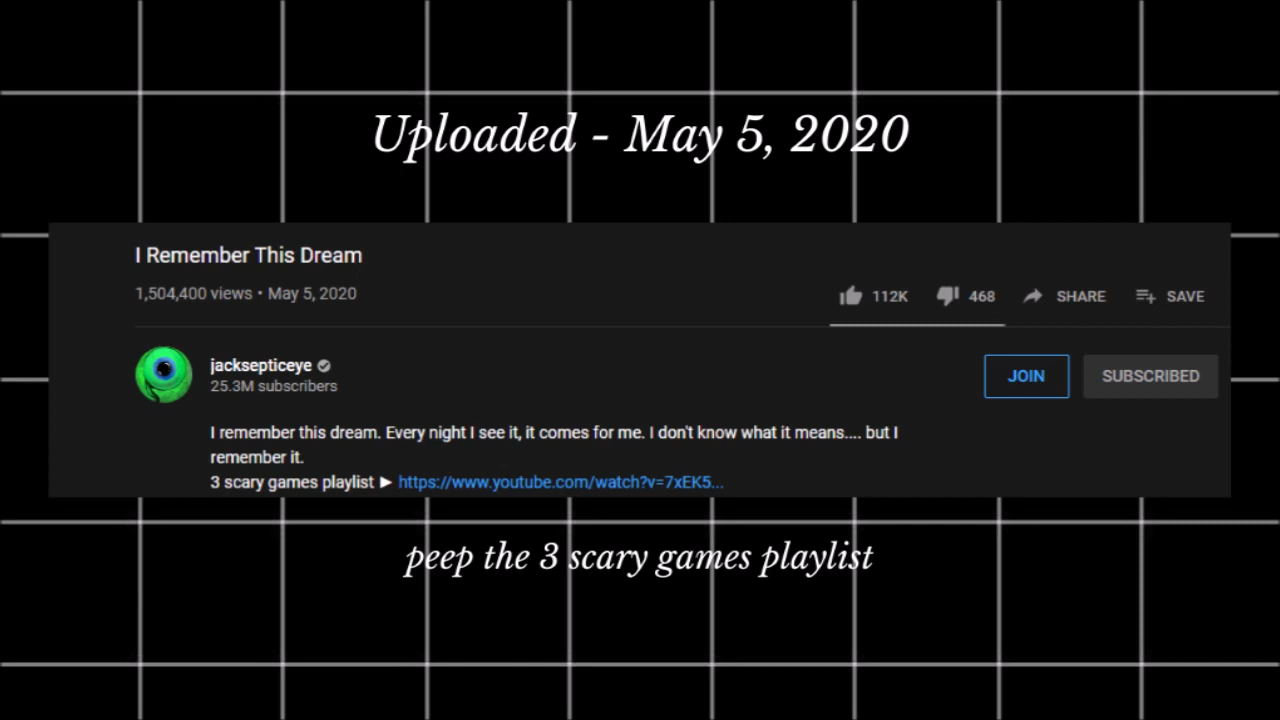 Uploaded - May 5, 2020
I Remember This Dream
1,504,400 views • May 5, 2020
112K 468 SHARE SAVE
jacksepticeye
25.3M subscribers
JOIN SUBSCRIBED
I remember this dream. Every night I see it, it comes for me. I don't know what it means.... but I
remember it.
3 scary games playlist ► https://www.youtube.com/watch?v=7xEK5...
peep the 3 scary games playlist